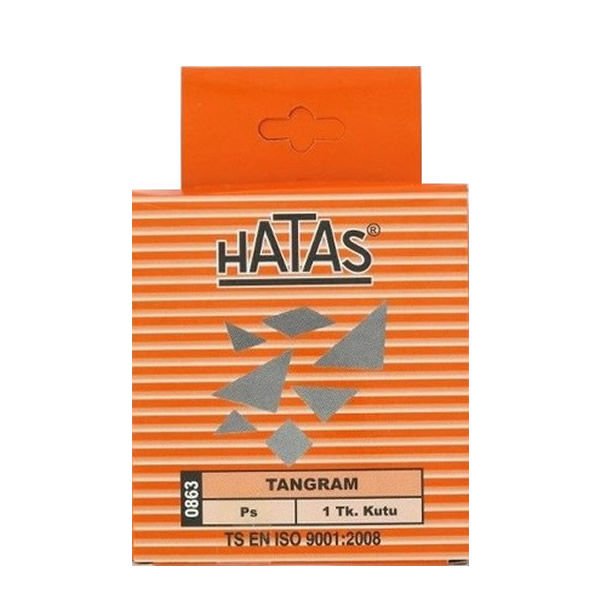 HATAS®
0863
TANGRAM
Ps
1 Tk. Kutu
TS EN ISO 9001:2008